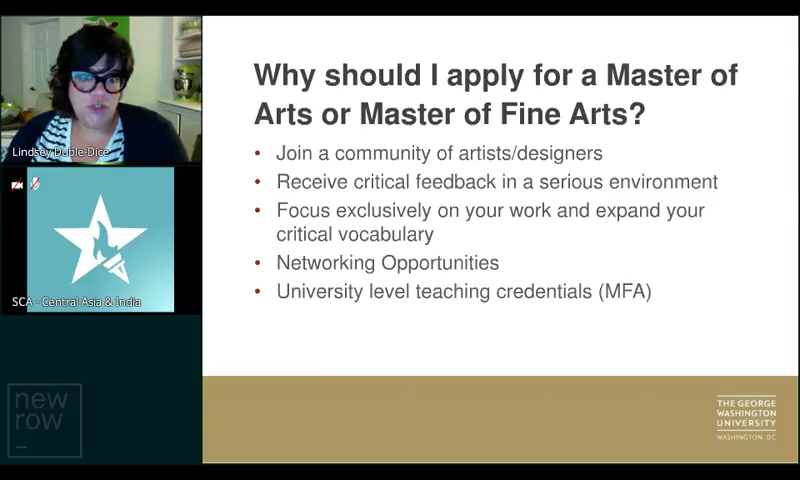 Lindsey Duble-Dice
SCA - Central Asia & India
new
row
Why should I apply for a Master of
Arts or Master of Fine Arts?
• Join a community of artists/designers
• Receive critical feedback in a serious environment
• Focus exclusively on your work and expand your
critical vocabulary
• Networking Opportunities
• University level teaching credentials (MFA)
THE GEORGE
WASHINGTON
UNIVERSITY
WASHINGTON, DC